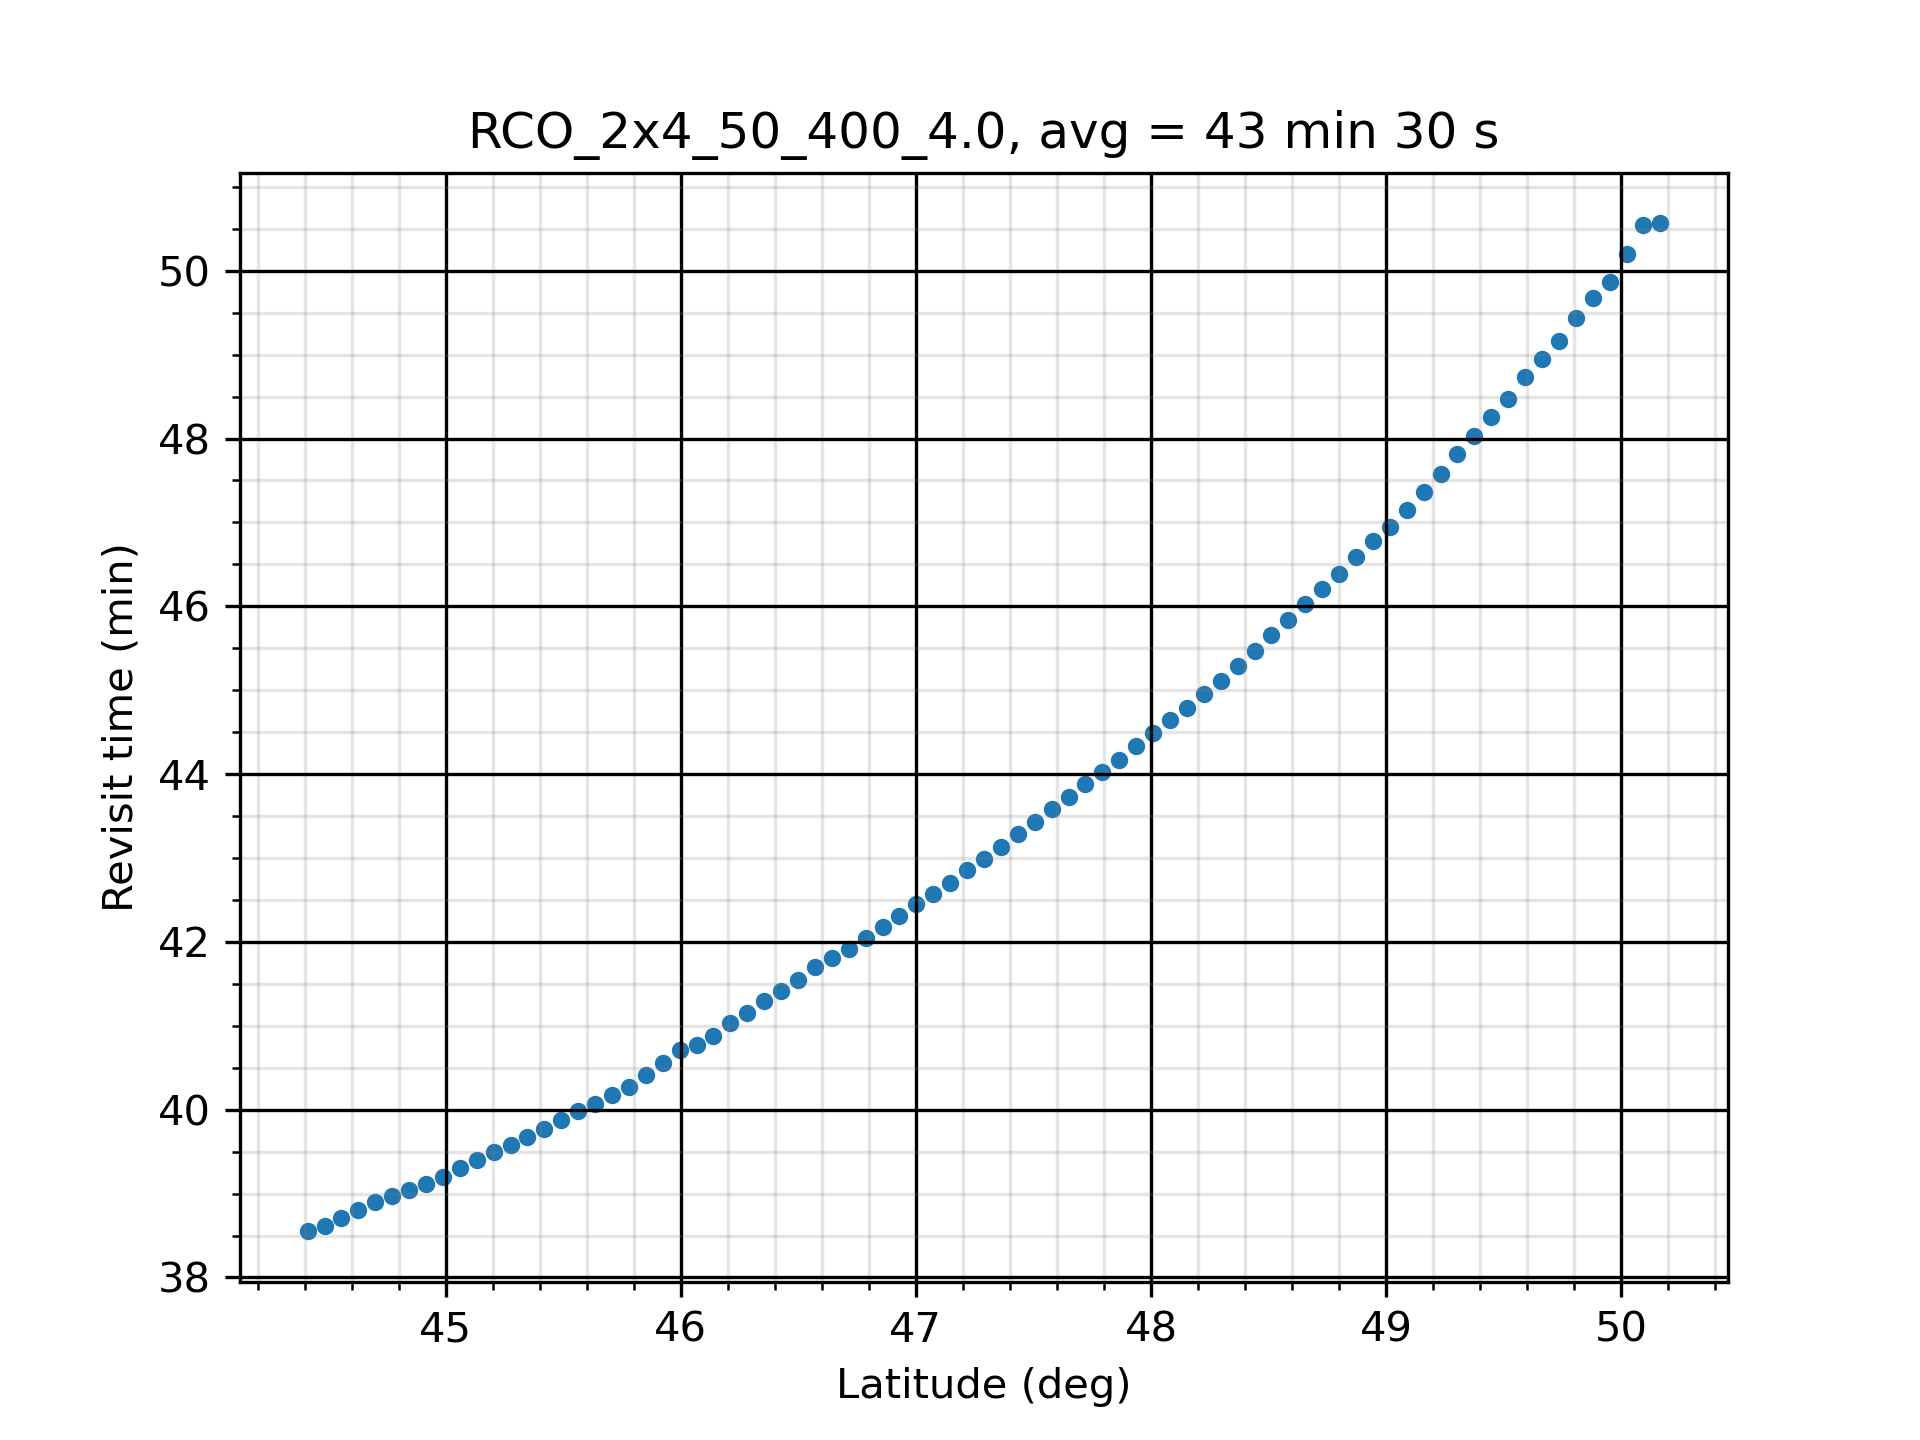 RCO_2x4_50_400_4.0, avg = 43 min 30 s
50
48
46
44
42
40
38
Revisit time (min)
45 46 47 48 49 50
Latitude (deg)